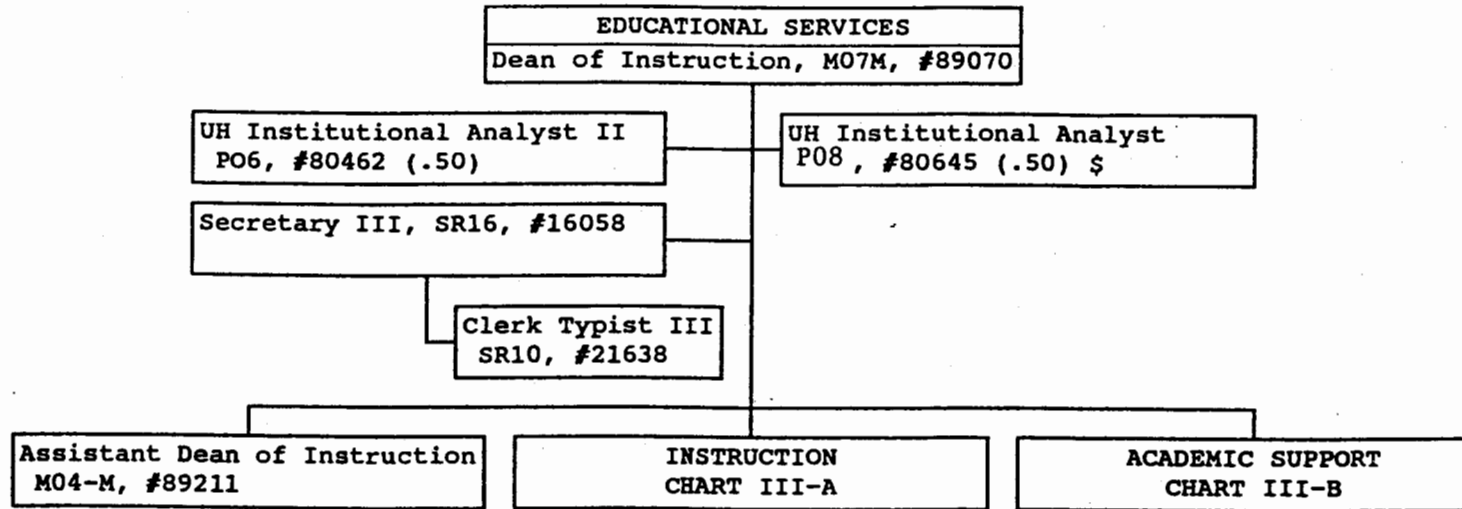 EDUCATIONAL SERVICES
Dean of Instruction, M07M, #89070
UH Institutional Analyst II
PO6, #80462 (.50)
UH Institutional Analyst
P08 , #80645 (.50) $
Secretary III, SR16, #16058
Clerk Typist III
SR10, #21638
Assistant Dean of Instruction
M04-M, #89211
INSTRUCTION
CHART III-A
ACADEMIC SUPPORT
CHART III-B